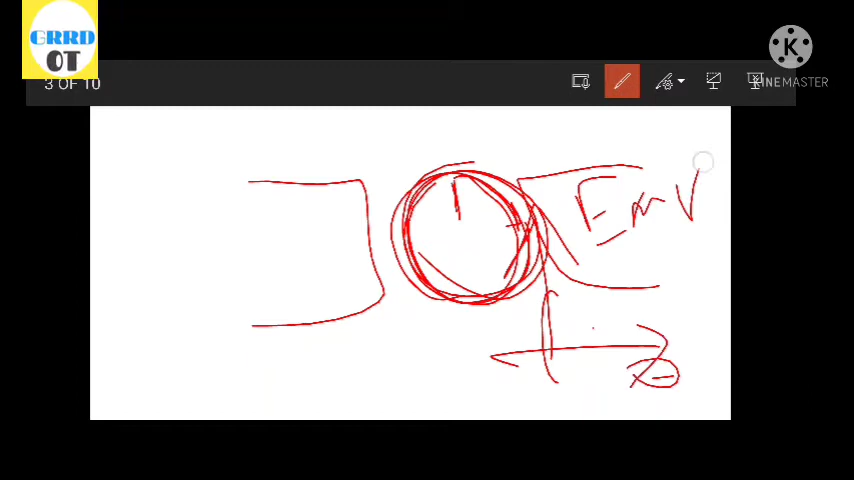 GRRD
OT
K
KINEMASTER
3 OF 10
Env